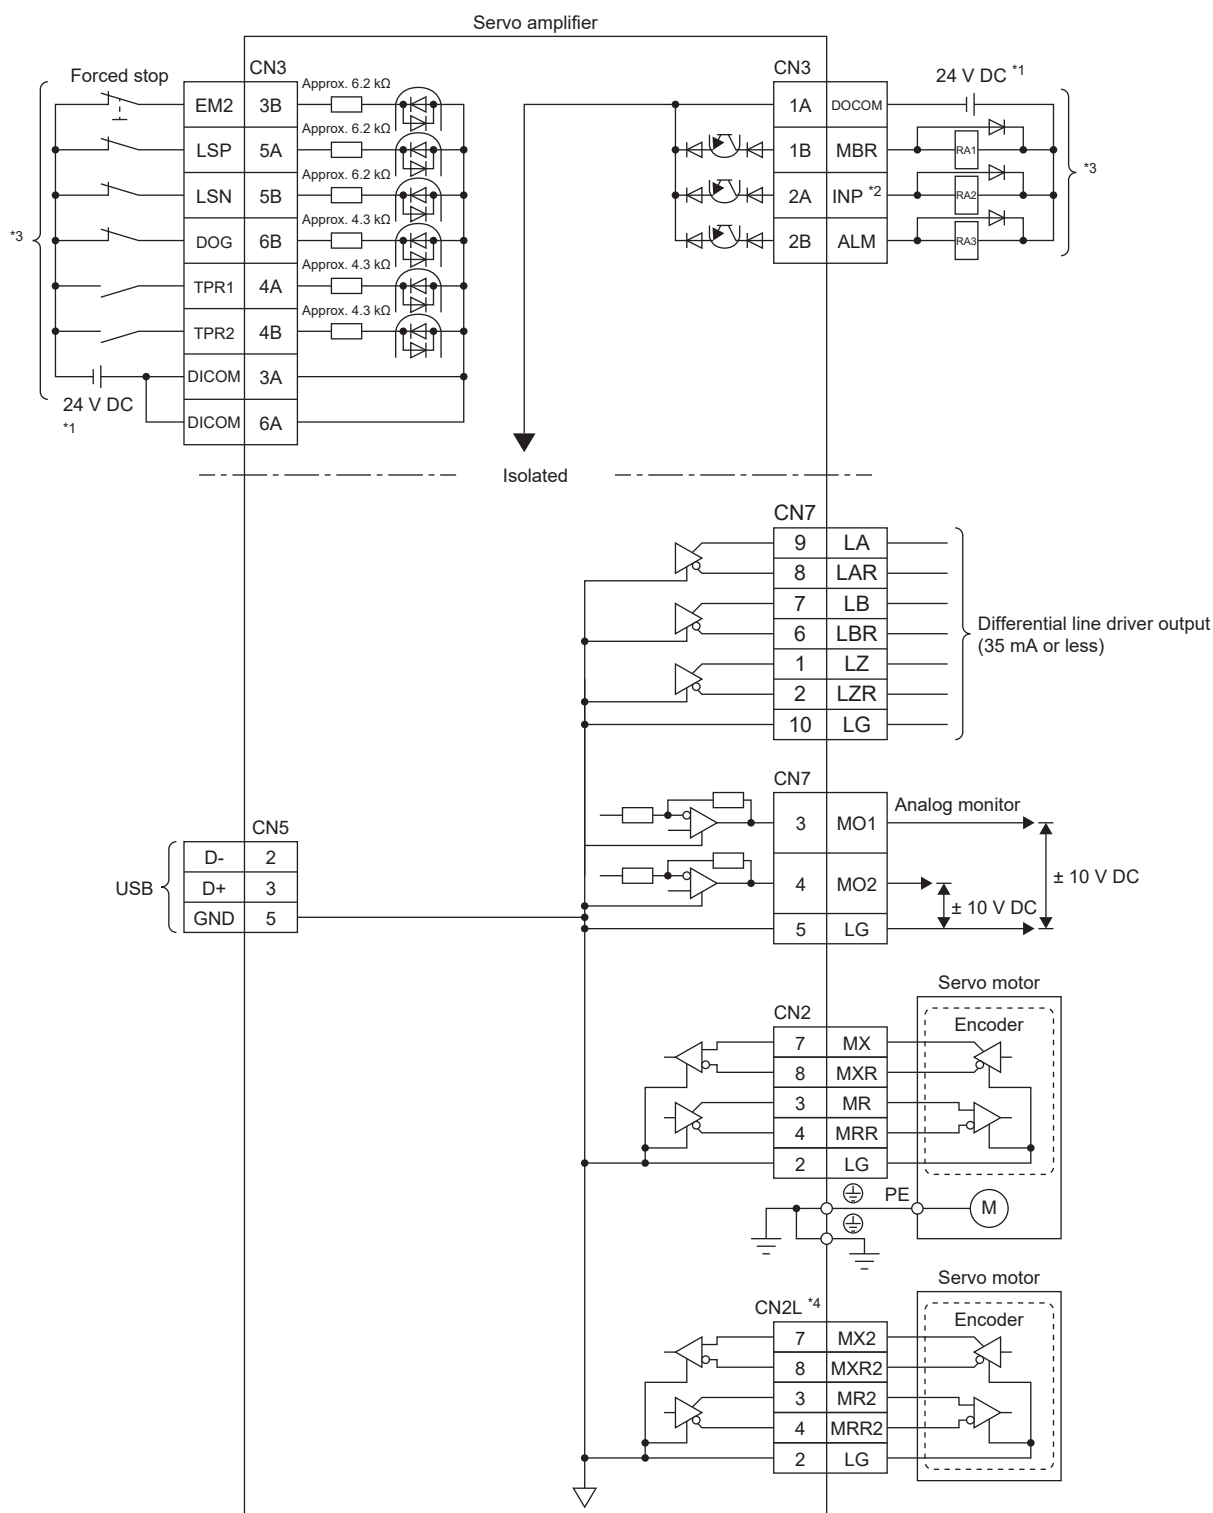 Servo amplifier
Forced stop
CN3
EM2 3B Approx. 6.2 kΩ
LSP 5A Approx. 6.2 kΩ
LSN 5B Approx. 6.2 kΩ
*3
DOG 6B Approx. 4.3 kΩ
TPR1 4A Approx. 4.3 kΩ
TPR2 4B Approx. 4.3 kΩ
DICOM 3A
24 V DC
*1
DICOM 6A
CN3
24 V DC *1
1A DOCOM
1B MBR RA1
*3
2A INP *2 RA2
2B ALM RA3
Isolated
CN7
9 LA
8 LAR
7 LB
6 LBR
1 LZ
2 LZR
10 LG
Differential line driver output
(35 mA or less)
CN7
3 MO1
Analog monitor
4 MO2
± 10 V DC
± 10 V DC
5 LG
CN5
USB
D- 2
D+ 3
GND 5
Servo motor
CN2
Encoder
7 MX
8 MXR
3 MR
4 MRR
2 LG
PE
M
Servo motor
CN2L *4
Encoder
7 MX2
8 MXR2
3 MR2
4 MRR2
2 LG